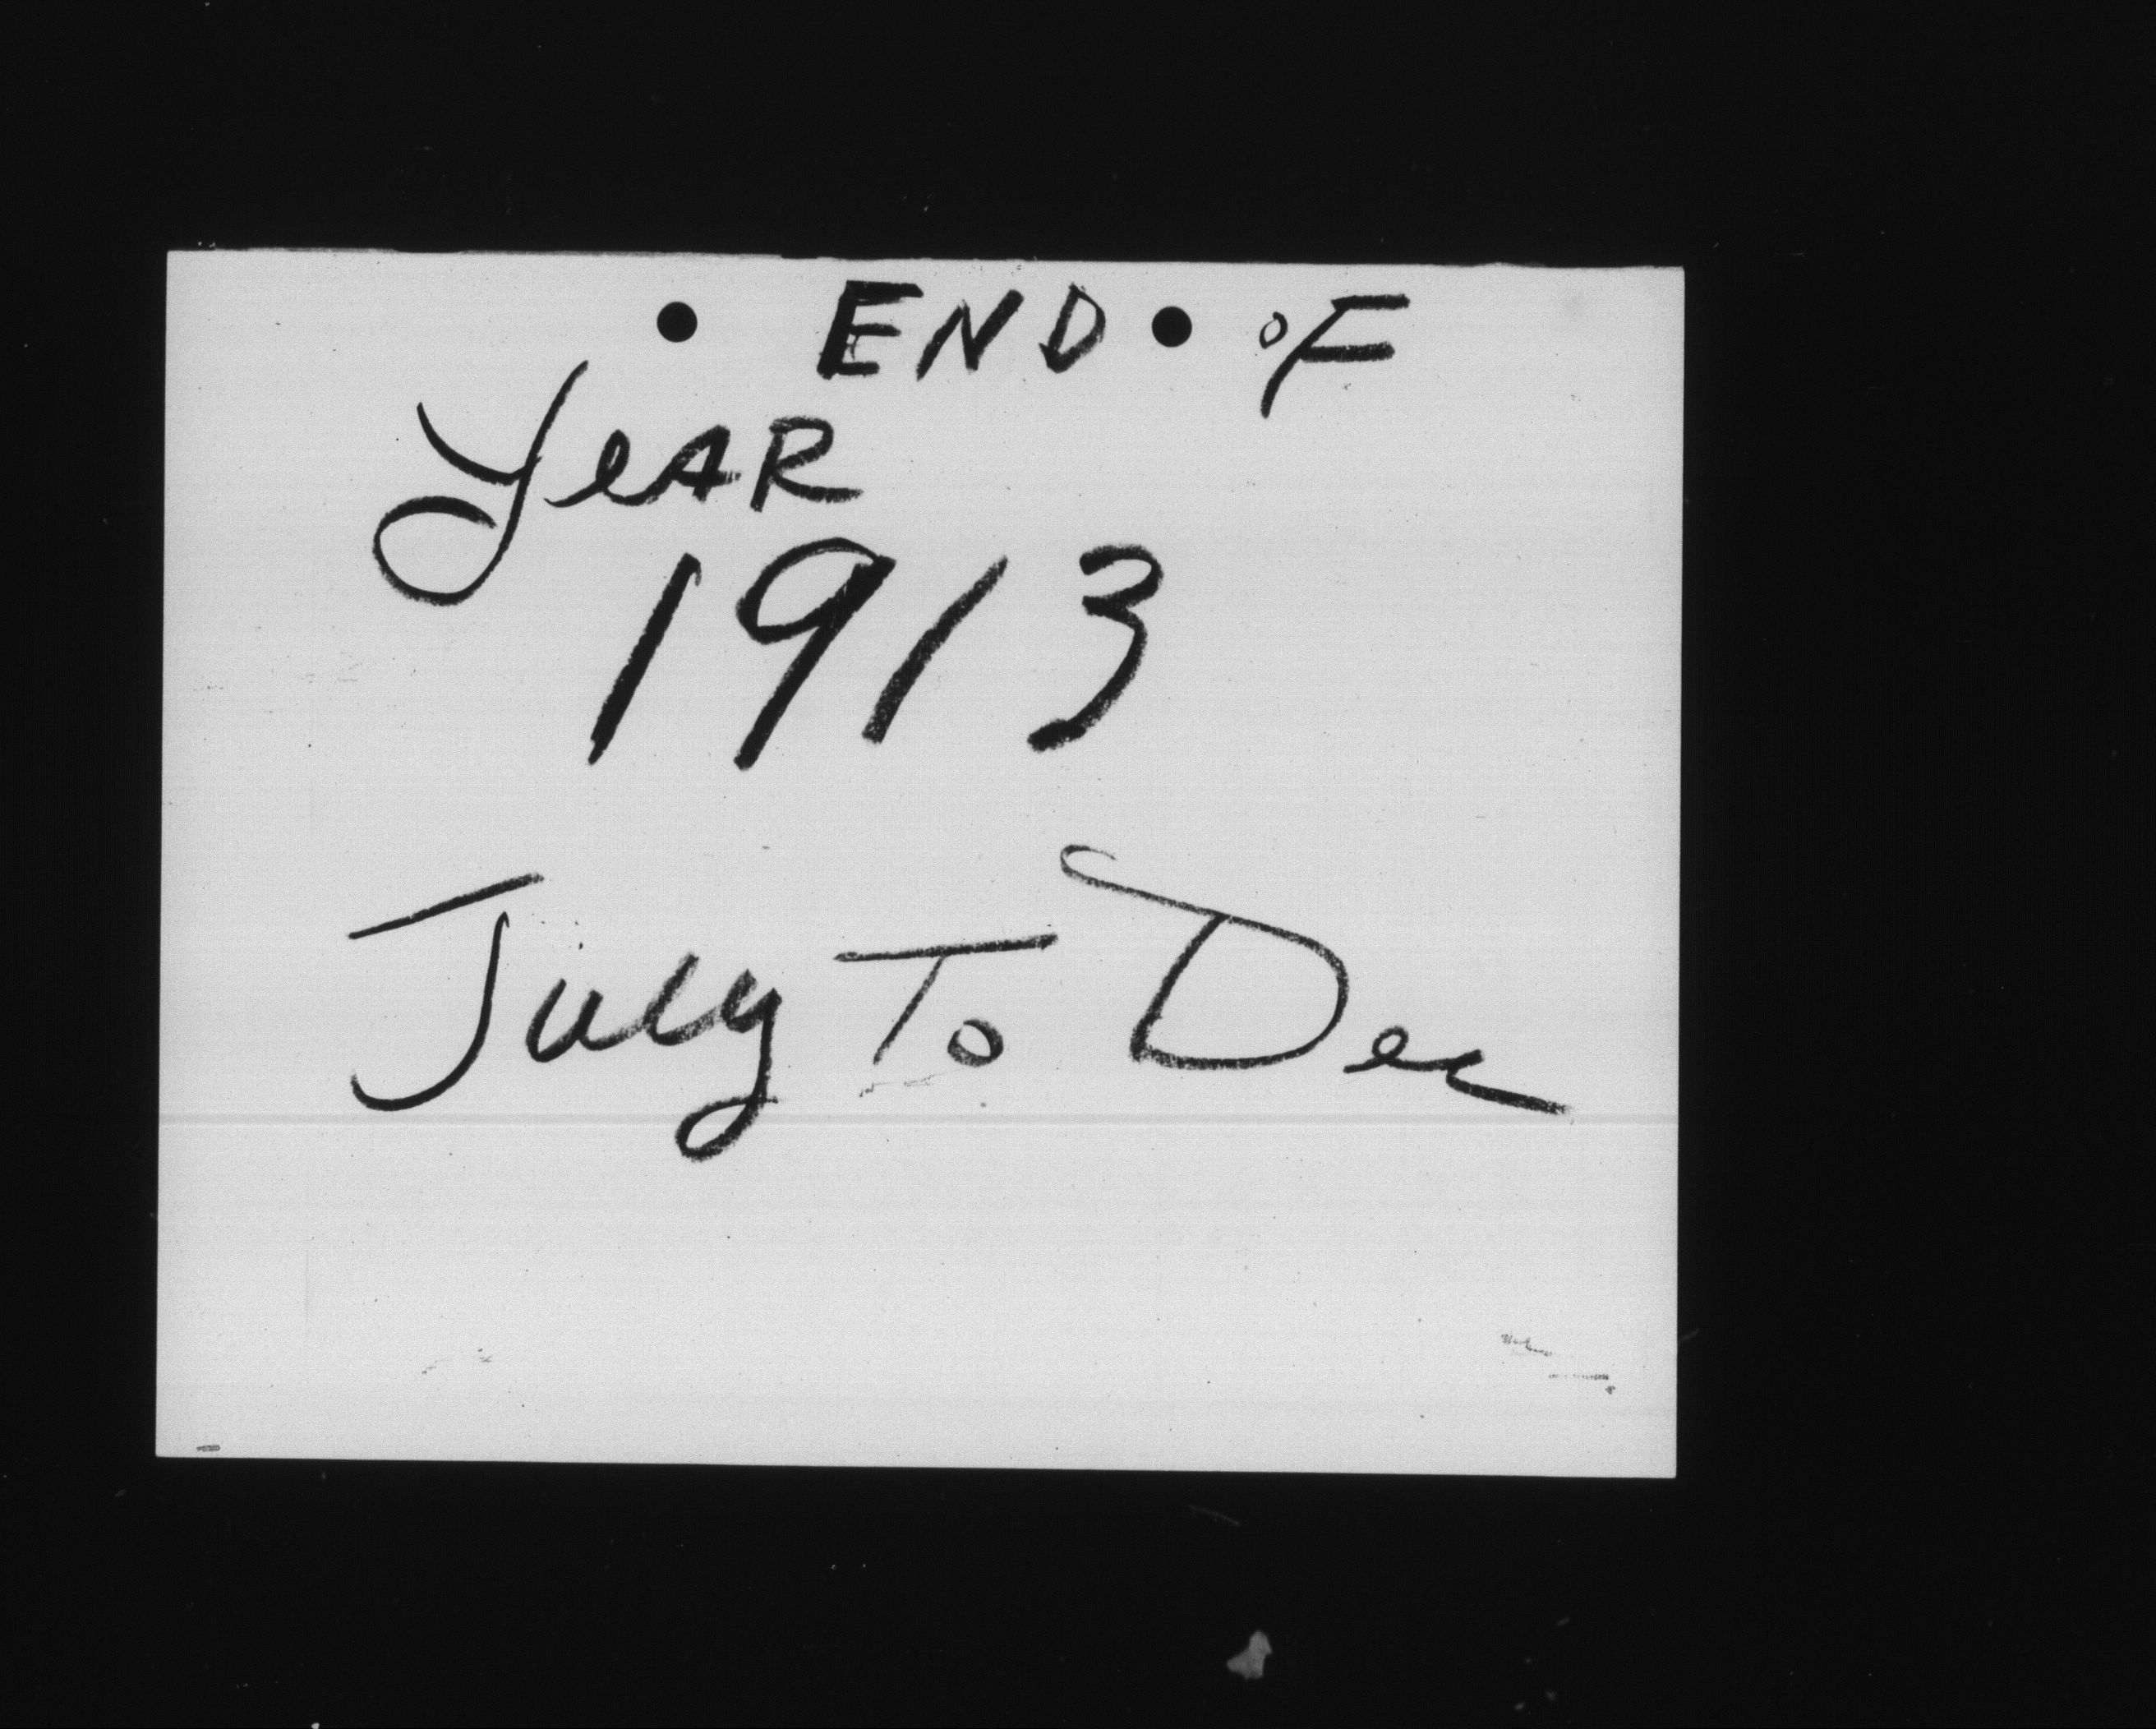 END OF
YeAR
1913
July To Dec